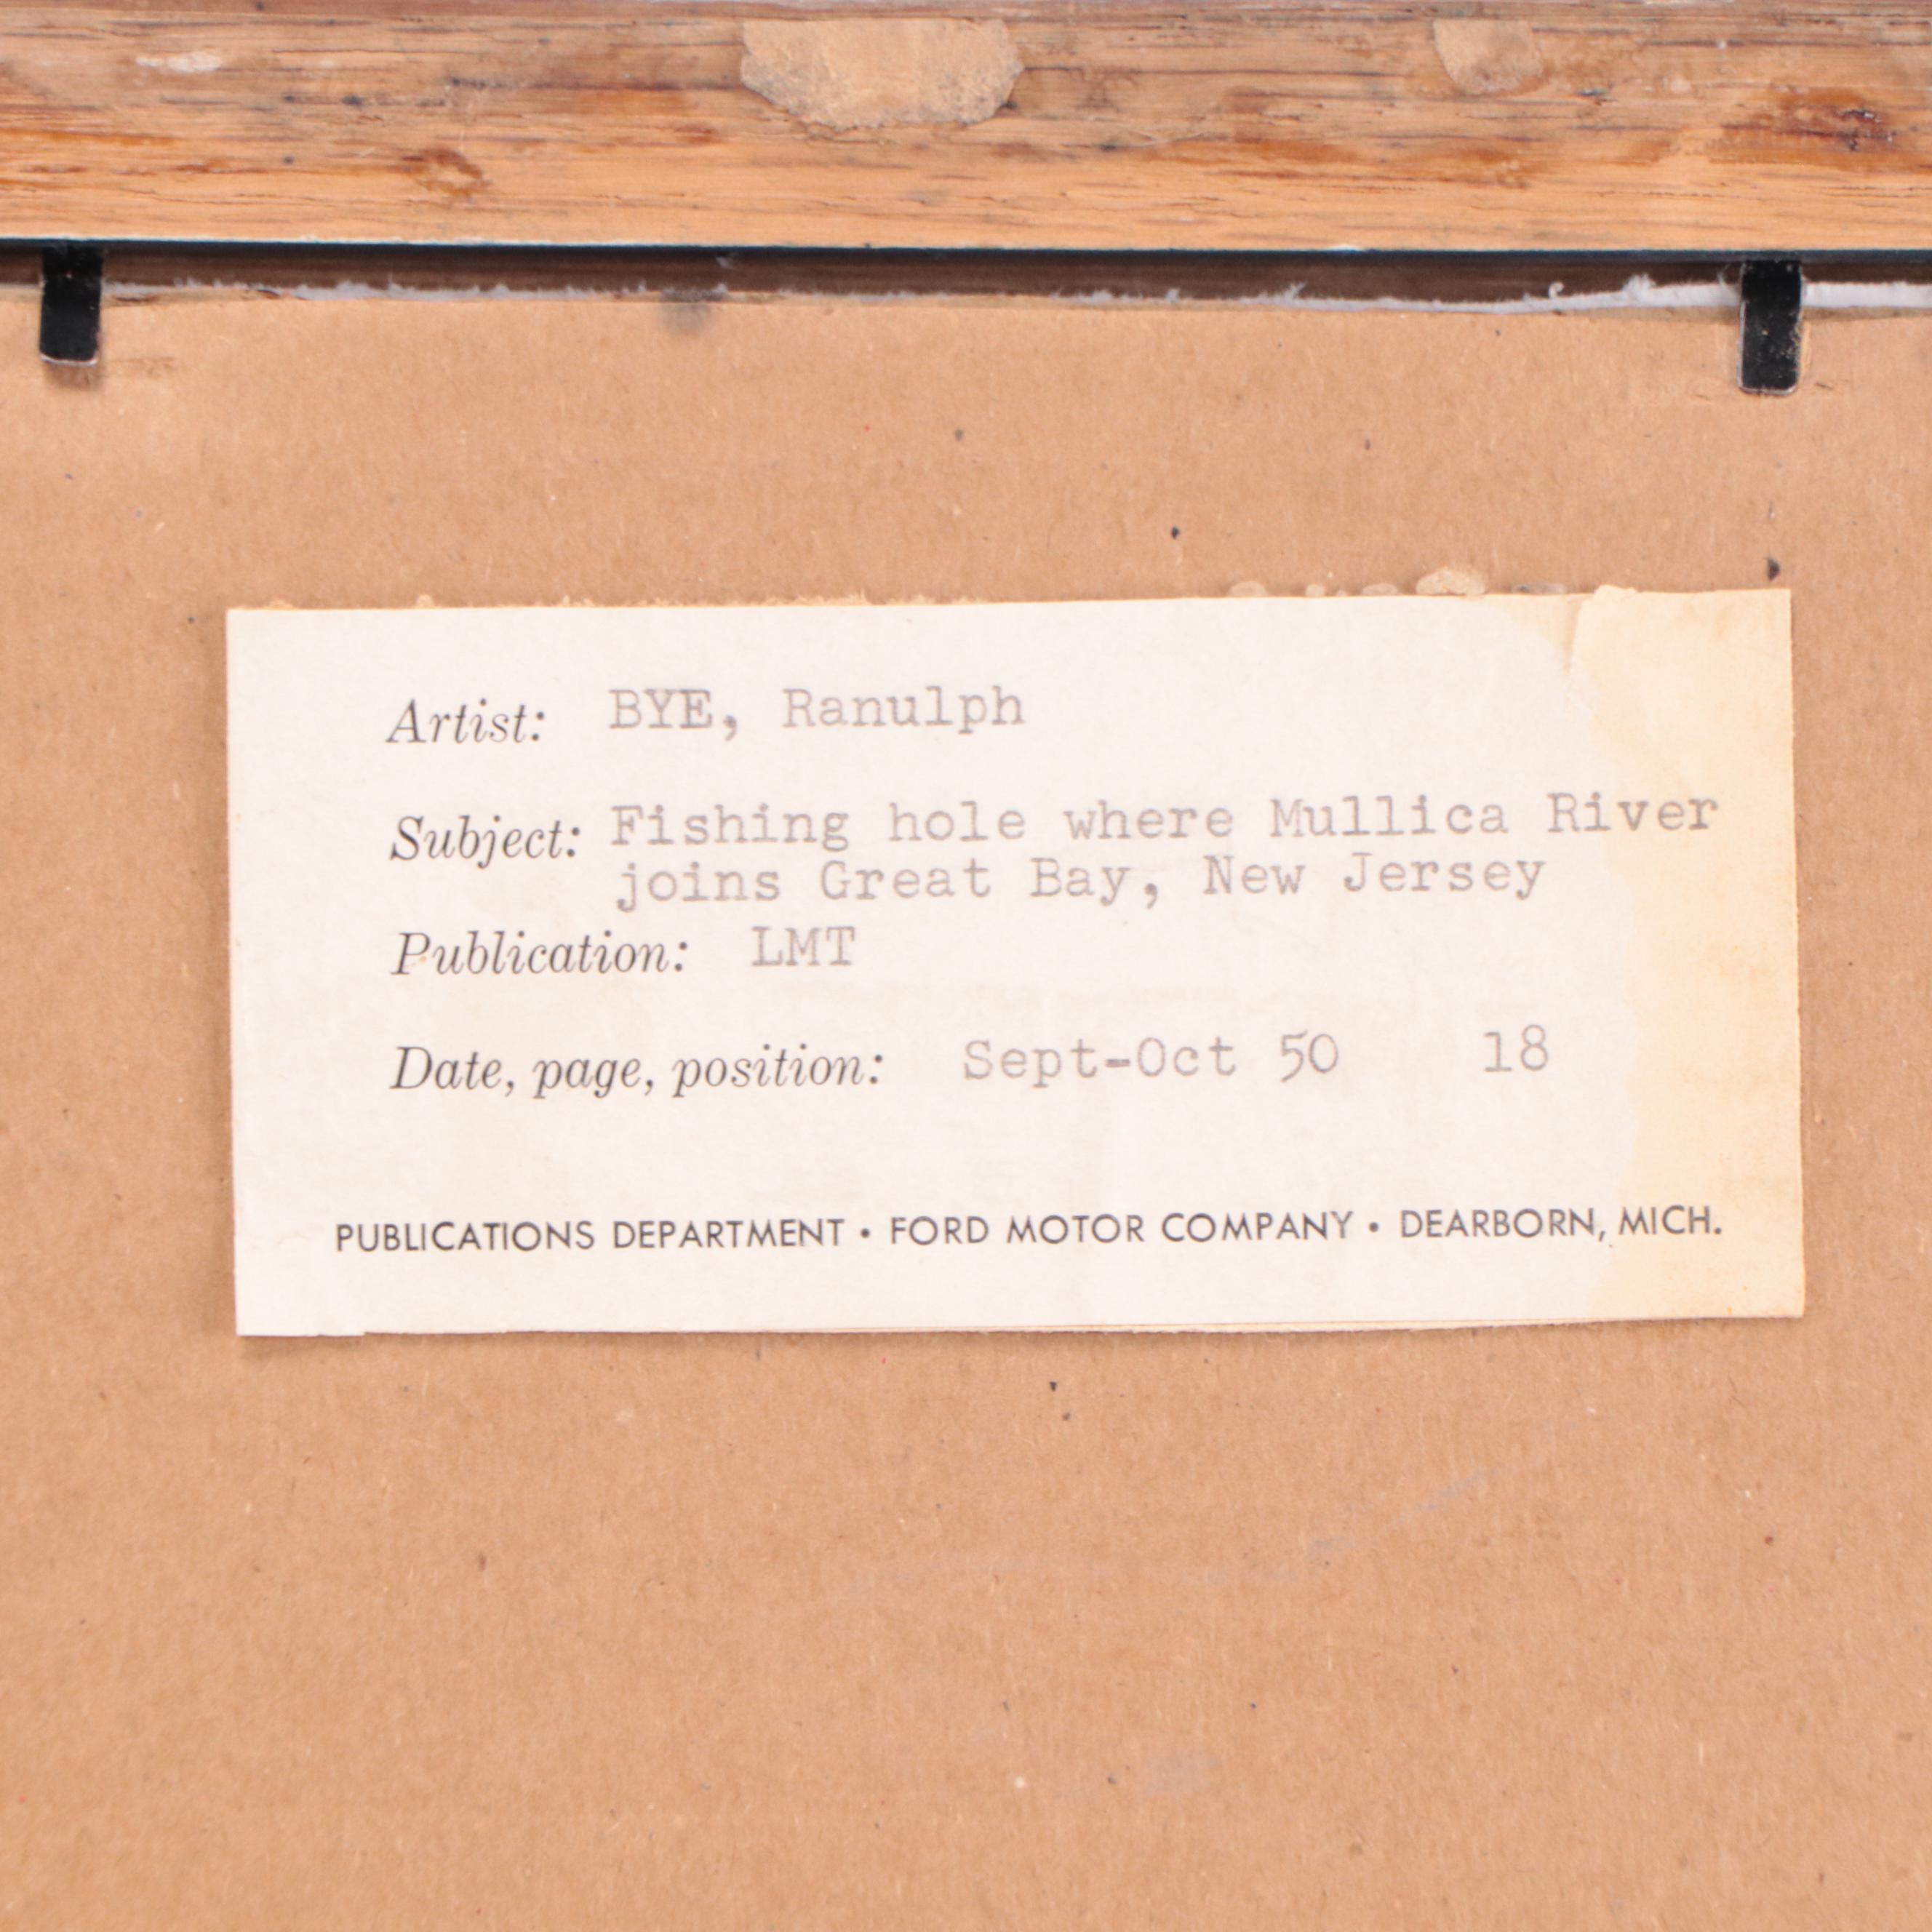 Artist: BYE, Ranulph
Subject: Fishing hole where Mullica River
joins Great Bay, New Jersey
Publication: LMT
Date, page, position: Sept-Oct 50 18
PUBLICATIONS DEPARTMENT • FORD MOTOR COMPANY • DEARBORN, MICH.